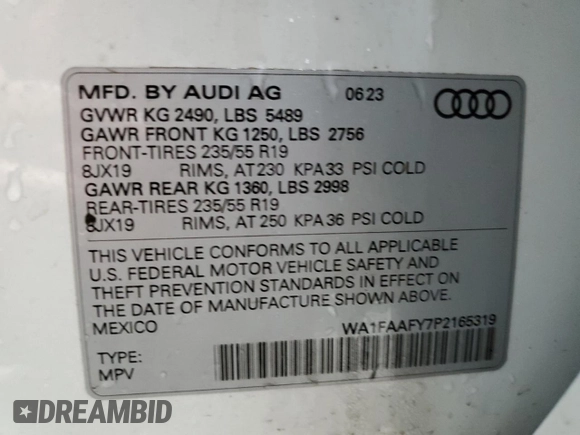 MFD. BY AUDI AG 06 23
GVWR KG 2490, LBS 5489
GAWR FRONT KG 1250, LBS 2756
FRONT-TIRES 235/55 R19
8JX19 RIMS, AT 230 KPA 33 PSI COLD
GAWR REAR KG 1360, LBS 2998
REAR-TIRES 235/55 R19
8JX19 RIMS, AT 250 KPA 36 PSI COLD
THIS VEHICLE CONFORMS TO ALL APPLICABLE
U.S. FEDERAL MOTOR VEHICLE SAFETY AND
THEFT PREVENTION STANDARDS IN EFFECT ON
THE DATE OF MANUFACTURE SHOWN ABOVE.
MEXICO WA1FAAFY7P2165319
TYPE:
MPV
DREAMBID